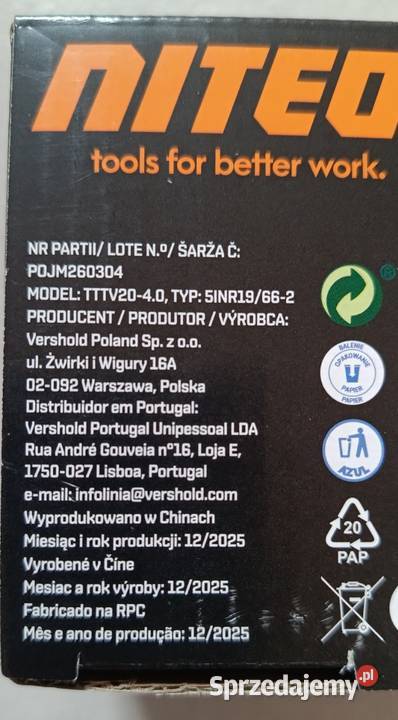 NITEO
tools for better work.
NR PARTII/ LOTE N.º/ ŠARŽA Č:
POJM260304
MODEL: TTTV20-4.0, TYP: 5INR19/66-2
PRODUCENT / PRODUTOR / VÝROBCA:
Vershold Poland Sp. z o.o.
ul. Żwirki i Wigury 16A
02-092 Warszawa, Polska
Distribuidor em Portugal:
Vershold Portugal Unipessoal LDA
Rua André Gouveia nº16, Loja E,
1750-027 Lisboa, Portugal
e-mail: infolinia@vershold.com
Wyprodukowano w Chinach
Miesiąc i rok produkcji: 12/2025
Vyrobené v Číne
Mesiac a rok výroby: 12/2025
Fabricado na RPC
Mês e ano de produção: 12/2025
®
BALENIE
OPAKOWANIE
PAPIER
PAPIER
AZUL
20
PAP
Sprzedajemy.pl